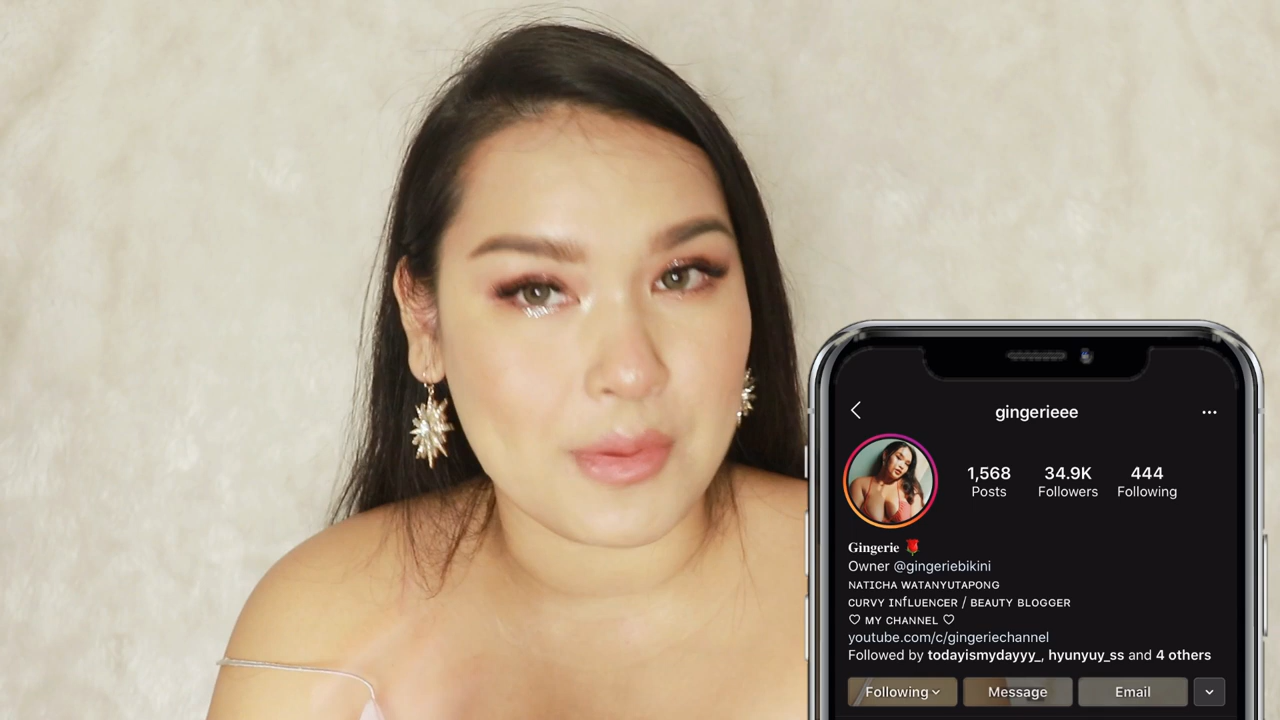 gingerieee
1,568 34.9K 444
Posts Followers Following
Gingerie 🌹
Owner @gingeriebikini
NATICHA WATANYUTAPONG
CURVY INfLUENCER / BEAUTY BLOGGER
♡ MY CHANNEL ♡
youtube.com/c/gingeriechannel
Followed by todayismydayyy_, hyunyuy_ss and 4 others
Following Message Email